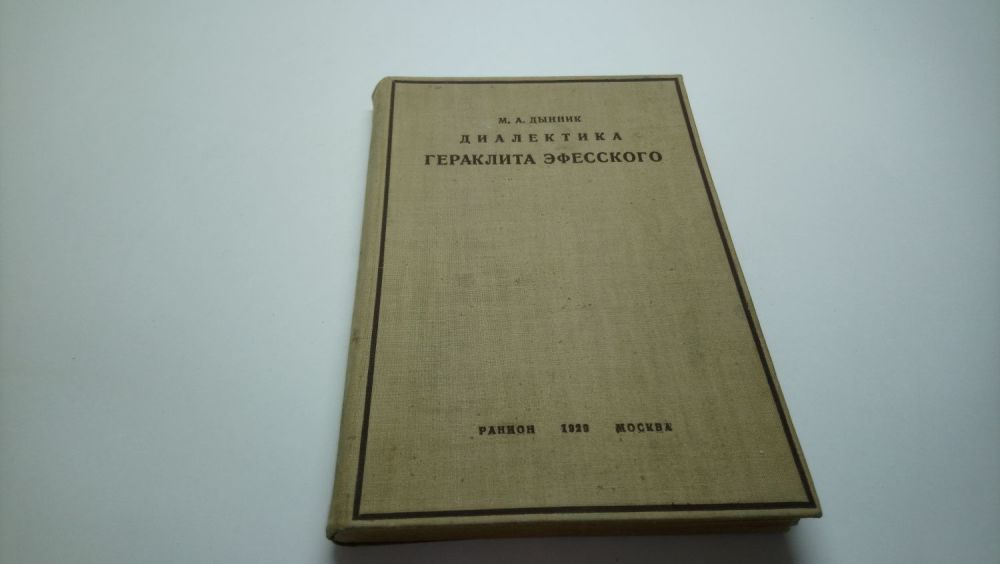 М. А. ДЫННИК
ДИАЛЕКТИКА
ГЕРАКЛИТА ЭФЕССКОГО
РАНИОН 1929 МОСКВА